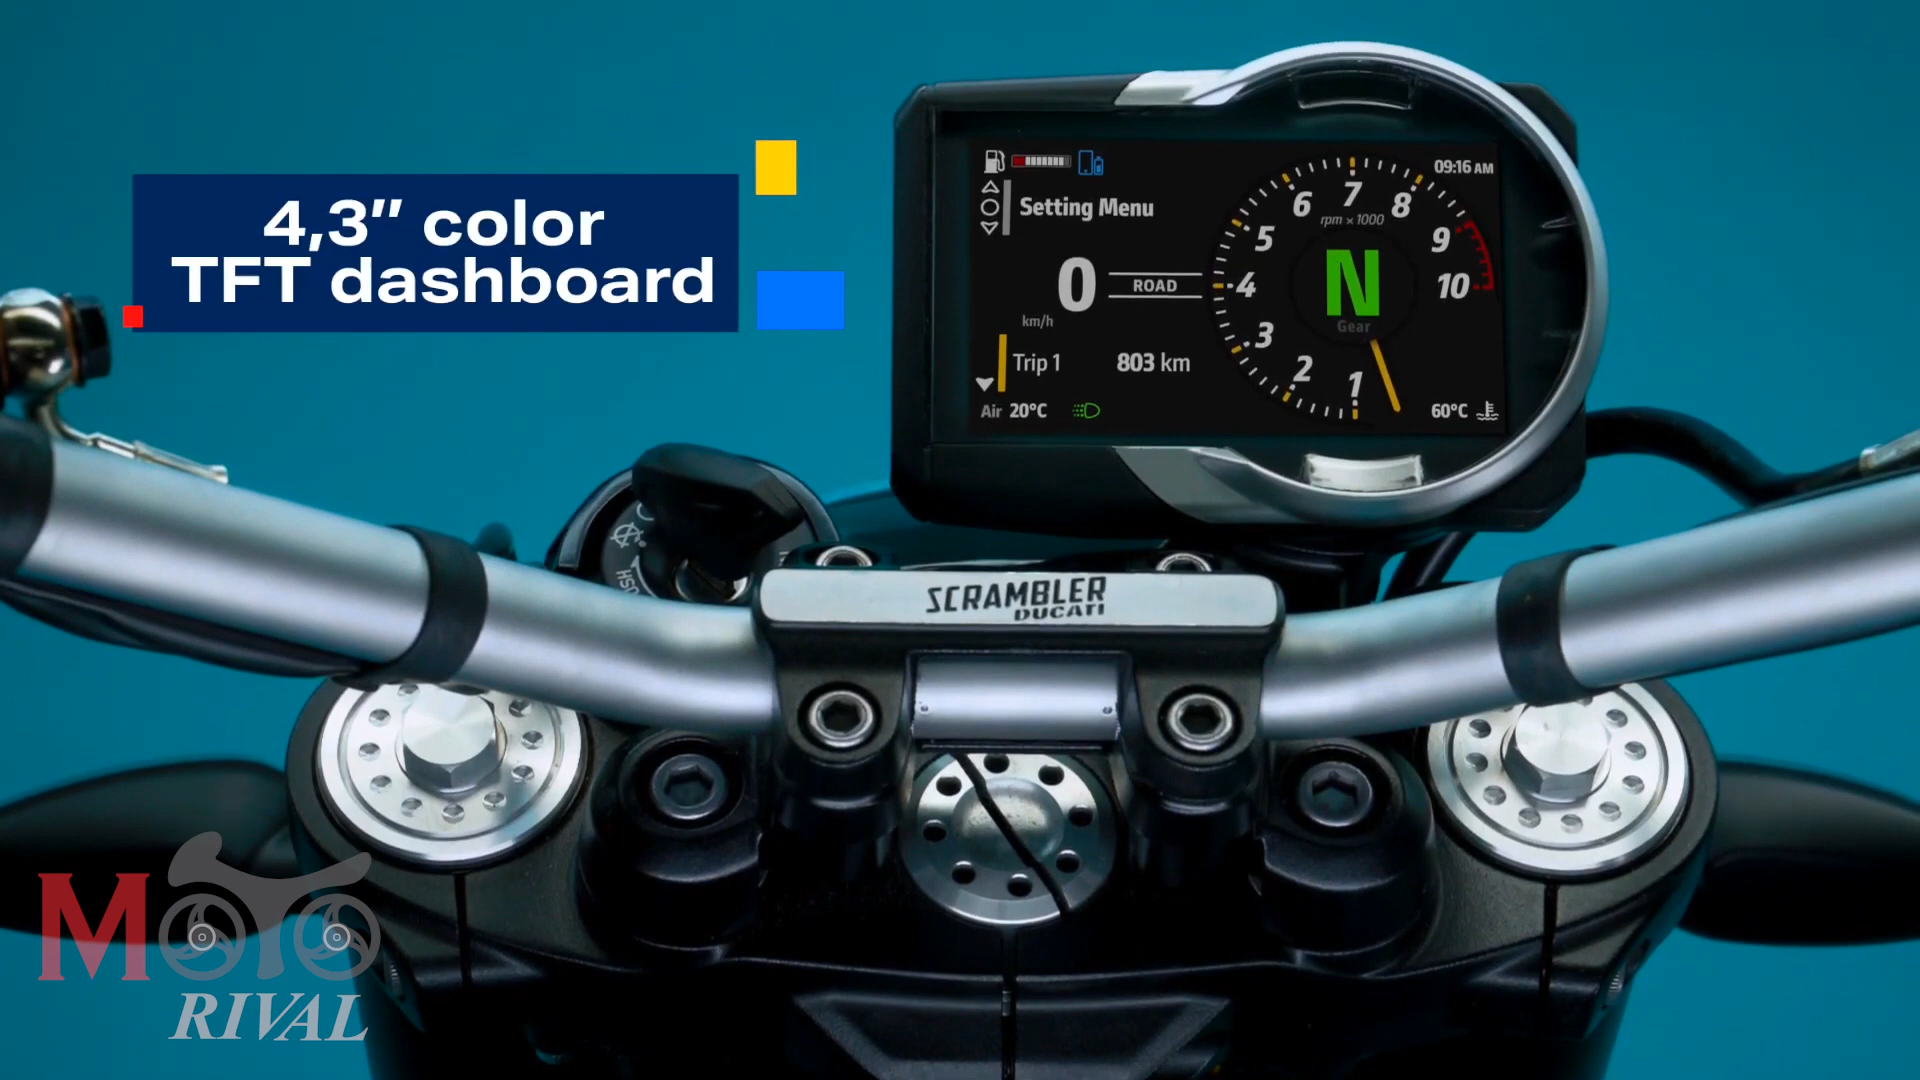 4,3" color
TFT dashboard
09:16 AM
Setting Menu
0
km/h
ROAD
Trip 1
803 km
Air 20°C
1
2
3
4
5
6
7
8
9
10
rpm × 1000
N
Gear
60°C
SCRAMBLER
DUCATI
MOTO
RIVAL